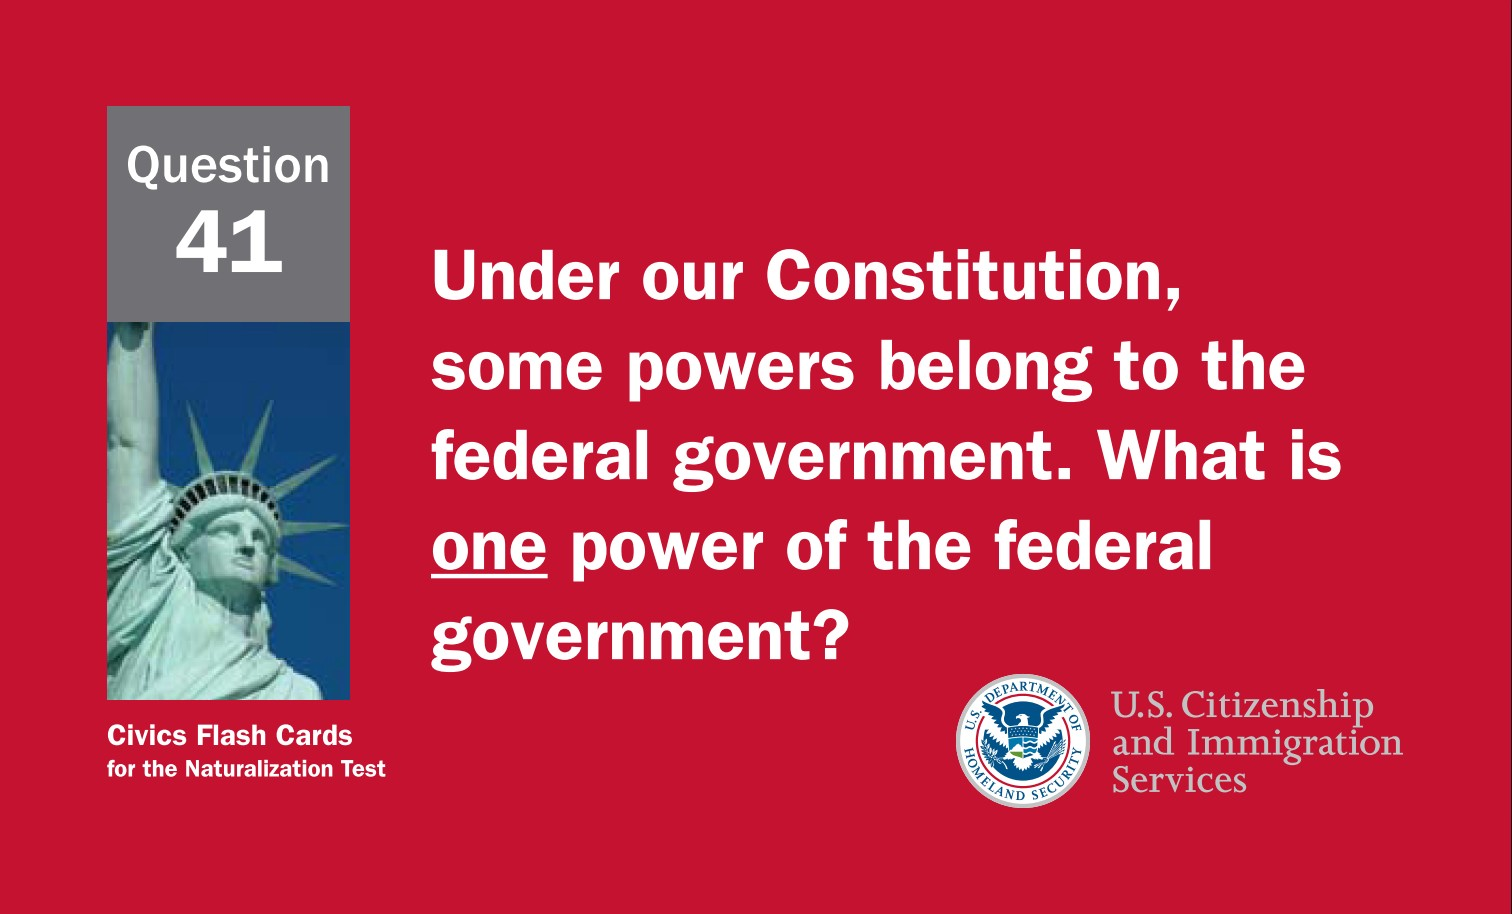 Question
41
Under our Constitution,
some powers belong to the
federal government. What is
one power of the federal
government?
Civics Flash Cards
for the Naturalization Test
U.S. DEPARTMENT OF
HOMELAND SECURITY
U.S. Citizenship
and Immigration
Services